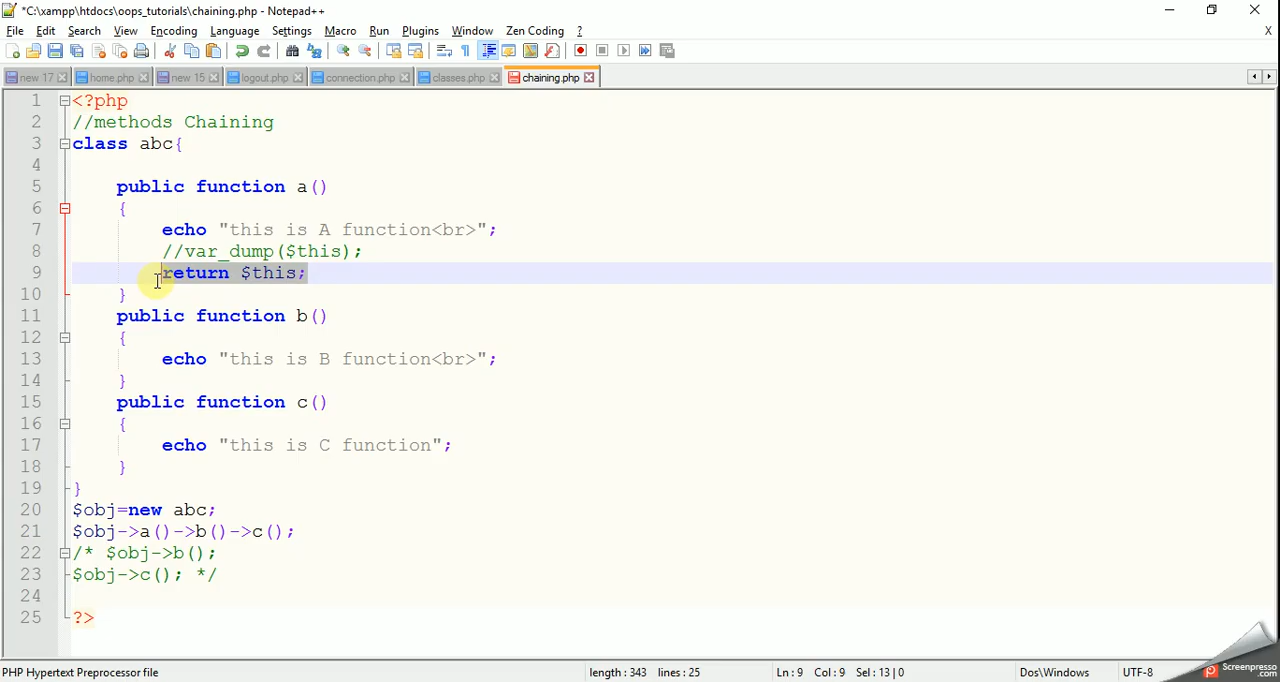 *C:\xampp\htdocs\oops_tutorials\chaining.php - Notepad++
File Edit Search View Encoding Language Settings Macro Run Plugins Window Zen Coding ? X
new 17 home.php new 15 logout.php connection.php classes.php chaining.php
1 <?php
2 //methods Chaining
3 class abc{
4
5 public function a()
6 {
7 echo "this is A function<br>";
8 //var_dump($this);
9 return $this;
10 }
11 public function b()
12 {
13 echo "this is B function<br>";
14 }
15 public function c()
16 {
17 echo "this is C function";
18 }
19 }
20 $obj=new abc;
21 $obj->a()->b()->c();
22 /* $obj->b();
23 $obj->c(); */
24
25 ?>
PHP Hypertext Preprocessor file length : 343 lines : 25 Ln : 9 Col : 9 Sel : 13 | 0 Dos\Windows UTF-8
Screenpresso
.com